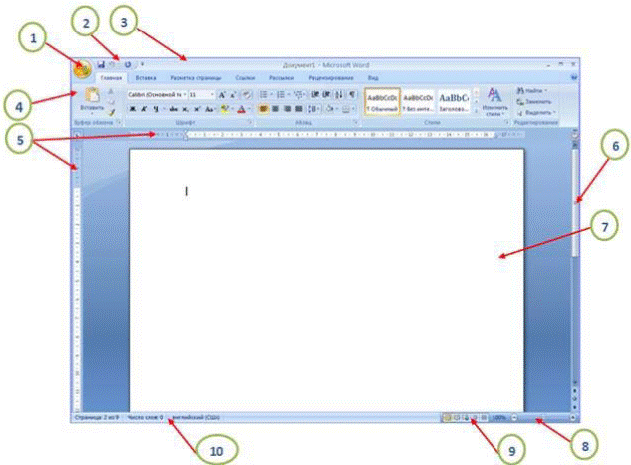 1
2
3
Документ1 - Microsoft Word
Главная Вставка Разметка страницы Ссылки Рассылки Рецензирование Вид
4
Вставить
Calibri (Основной те 11
AaBbCcDc AaBbCcDc AaBbCc
¶ Обычный ¶ Без инте...
Изменить стили
Найти
Заменить
Выделить
Буфер обмена Шрифт Абзац Стили Редактирование
5
6
7
Страница: 2 из 9 Число слов: 0 английский (США) 100%
10
9
8